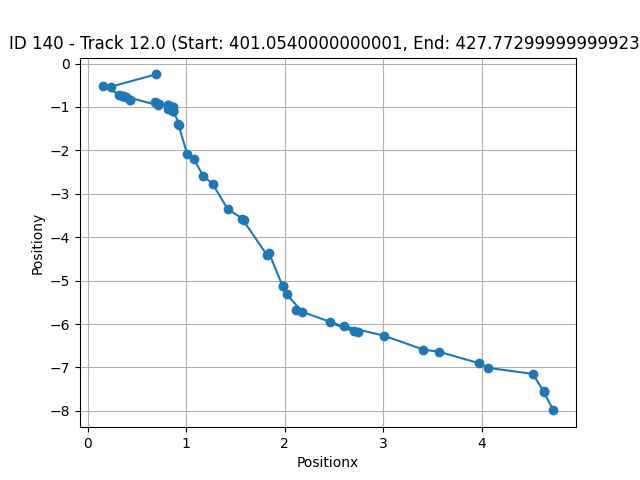 ID 140 - Track 12.0 (Start: 401.0540000000001, End: 427.77299999999923
0
−1
−2
−3
−4
−5
−6
−7
−8
Positiony
0 1 2 3 4
Positionx